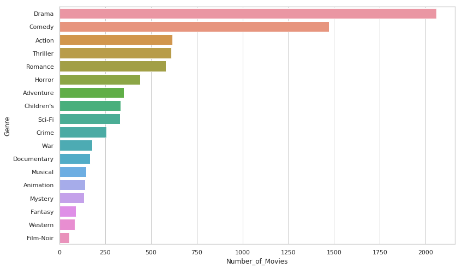 Drama
Comedy
Action
Thriller
Romance
Horror
Adventure
Children's
Sci-Fi
Crime
War
Documentary
Musical
Animation
Mystery
Fantasy
Western
Film-Noir
Genre
0 250 500 750 1000 1250 1500 1750 2000
Number_of_Movies